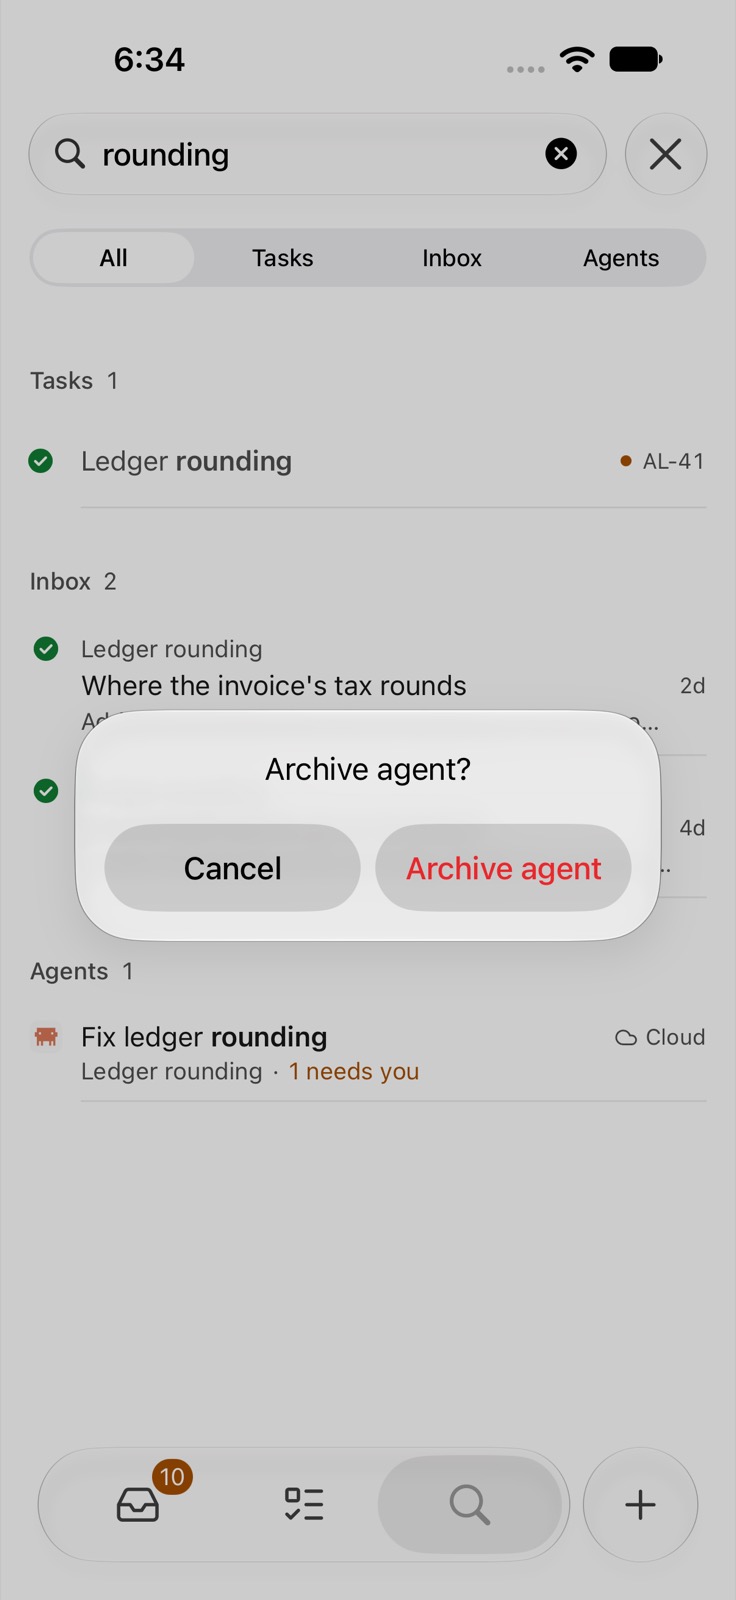 6:34
rounding
All
Tasks
Inbox
Agents
Tasks 1
Ledger rounding
AL-41
Inbox 2
Ledger rounding
Where the invoice's tax rounds
2d
Archive agent?
4d
Cancel
Archive agent
Agents 1
Fix ledger rounding
Cloud
Ledger rounding · 1 needs you
10